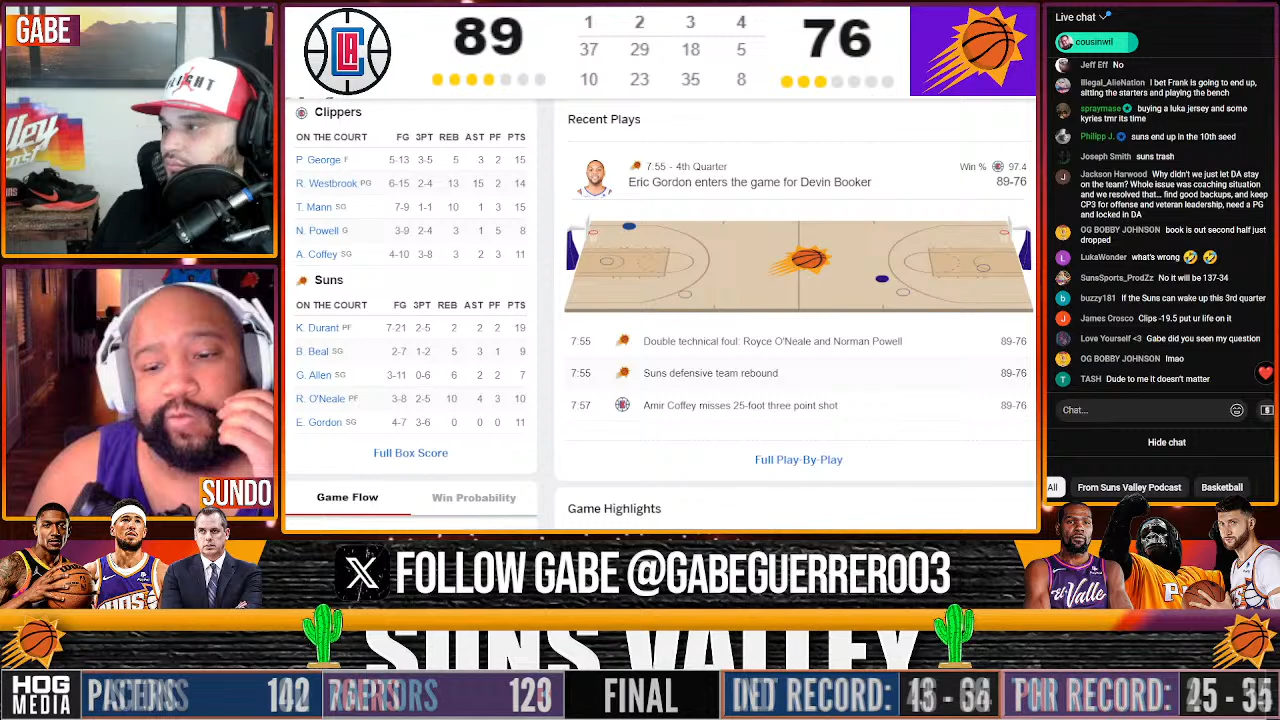 GABE
89
1 2 3 4
37 29 18 5
10 23 35 8
76
LA
Clippers
ON THE COURT FG 3PT REB AST PF PTS
P. George F 5-13 3-5 5 3 2 15
R. Westbrook PG 6-15 2-4 13 15 2 14
T. Mann SG 7-9 1-1 10 1 3 15
N. Powell G 3-9 2-4 3 1 5 8
A. Coffey SG 4-10 3-8 3 2 3 11
Suns
ON THE COURT FG 3PT REB AST PF PTS
K. Durant PF 7-21 2-5 2 2 2 19
B. Beal SG 2-7 1-2 5 3 1 9
G. Allen SG 3-11 0-6 6 2 2 7
R. O'Neale PF 3-8 2-5 10 4 3 10
E. Gordon SG 4-7 3-6 0 0 0 11
Full Box Score
Game Flow
Win Probability
Recent Plays
7:55 - 4th Quarter
Win % 97.4
Eric Gordon enters the game for Devin Booker
89-76
7:55 Double technical foul: Royce O'Neale and Norman Powell 89-76
7:55 Suns defensive team rebound 89-76
7:57 Amir Coffey misses 25-foot three point shot 89-76
Full Play-By-Play
Game Highlights
Live chat
cousinwil
Jeff Eff No
Illegal_AlieNation I bet Frank is going to end up,
sitting the starters and playing the bench
spraymase buying a luka jersey and some
kyries tmr its time
Philipp J. suns end up in the 10th seed
Joseph Smith suns trash
Jackson Harwood Why didn't we just let DA stay
on the team? Whole issue was coaching situation
and we resolved that... find good backups, and keep
CP3 for offense and veteran leadership, need a PG
and locked in DA
OG BOBBY JOHNSON book is out second half just
dropped
LukaWonder what's wrong 🤣 🤣
SunsSports_ProdZz No it will be 137-34
buzzy181 If the Suns can wake up this 3rd quarter
James Crosco Clips -19.5 put ur life on it
Love Yourself <3 Gabe did you seen my question
OG BOBBY JOHNSON lmao
TASH Dude to me it doesn't matter
Chat...
Hide chat
All
From Suns Valley Podcast
Basketball
SUNDO
X FOLLOW GABE @GABEGUERRERO03
SUNS VALLEY
HOG
MEDIA
FINAL
IND RECORD:
PHR RECORD: